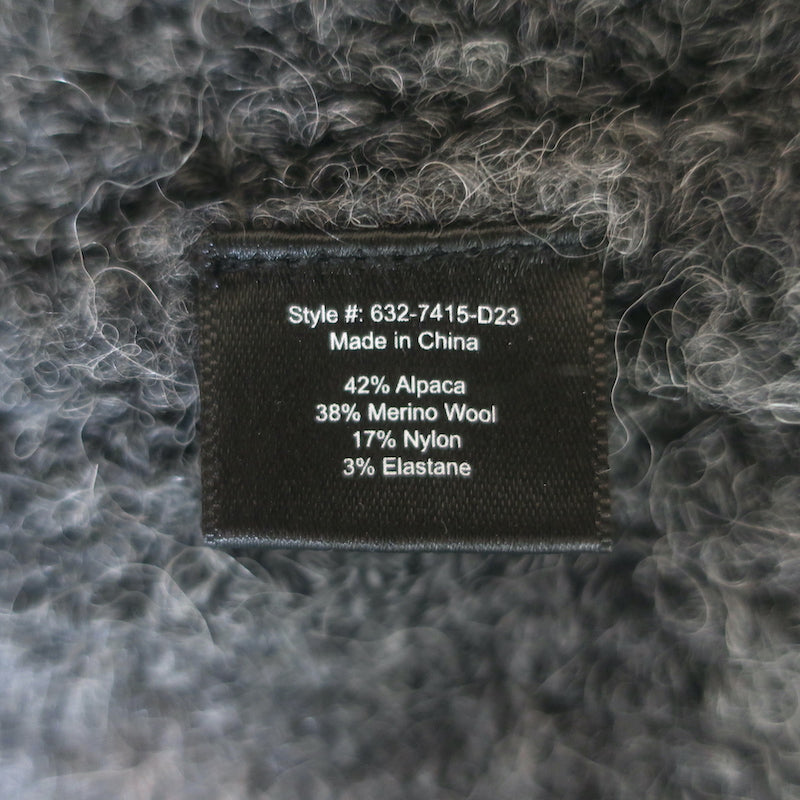 Style #: 632-7415-D23
Made in China
42% Alpaca
38% Merino Wool
17% Nylon
3% Elastane